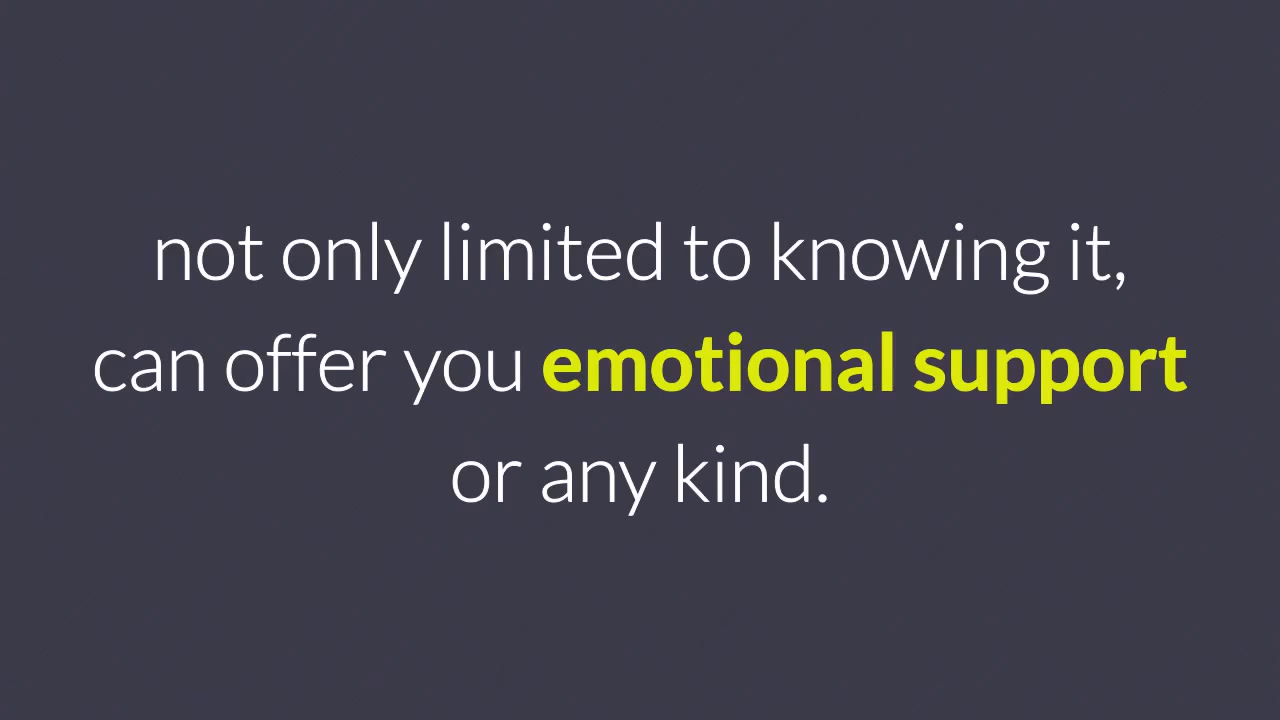 not only limited to knowing it,
can offer you emotional support
or any kind.